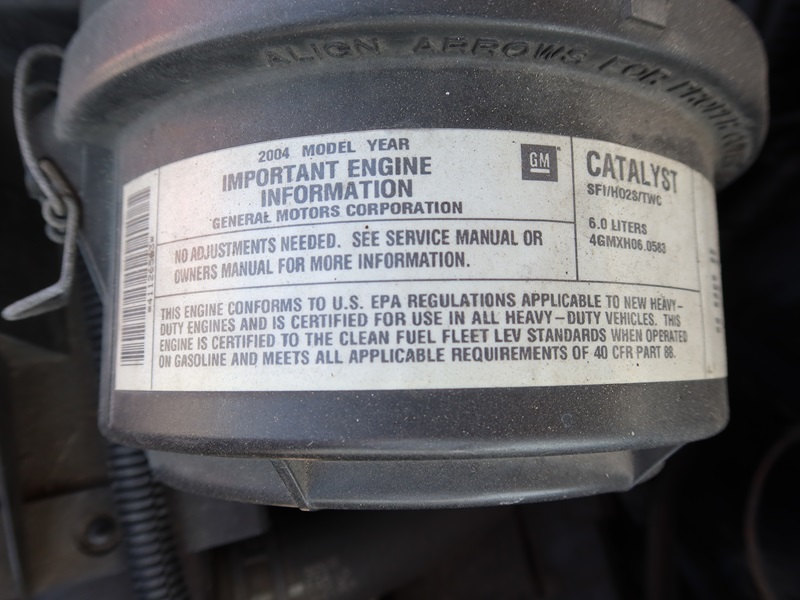 ALIGN ARROWS FOR PROPER
2004 MODEL YEAR
IMPORTANT ENGINE
INFORMATION
GENERAL MOTORS CORPORATION
GM
NO ADJUSTMENTS NEEDED. SEE SERVICE MANUAL OR
OWNERS MANUAL FOR MORE INFORMATION.
CATALYST
SFI/HO2S/TWC
6.0 LITERS
4GMXH06.0583
THIS ENGINE CONFORMS TO U.S. EPA REGULATIONS APPLICABLE TO NEW HEAVY-
DUTY ENGINES AND IS CERTIFIED FOR USE IN ALL HEAVY-DUTY VEHICLES. THIS
ENGINE IS CERTIFIED TO THE CLEAN FUEL FLEET LEV STANDARDS WHEN OPERATED
ON GASOLINE AND MEETS ALL APPLICABLE REQUIREMENTS OF 40 CFR PART 88.